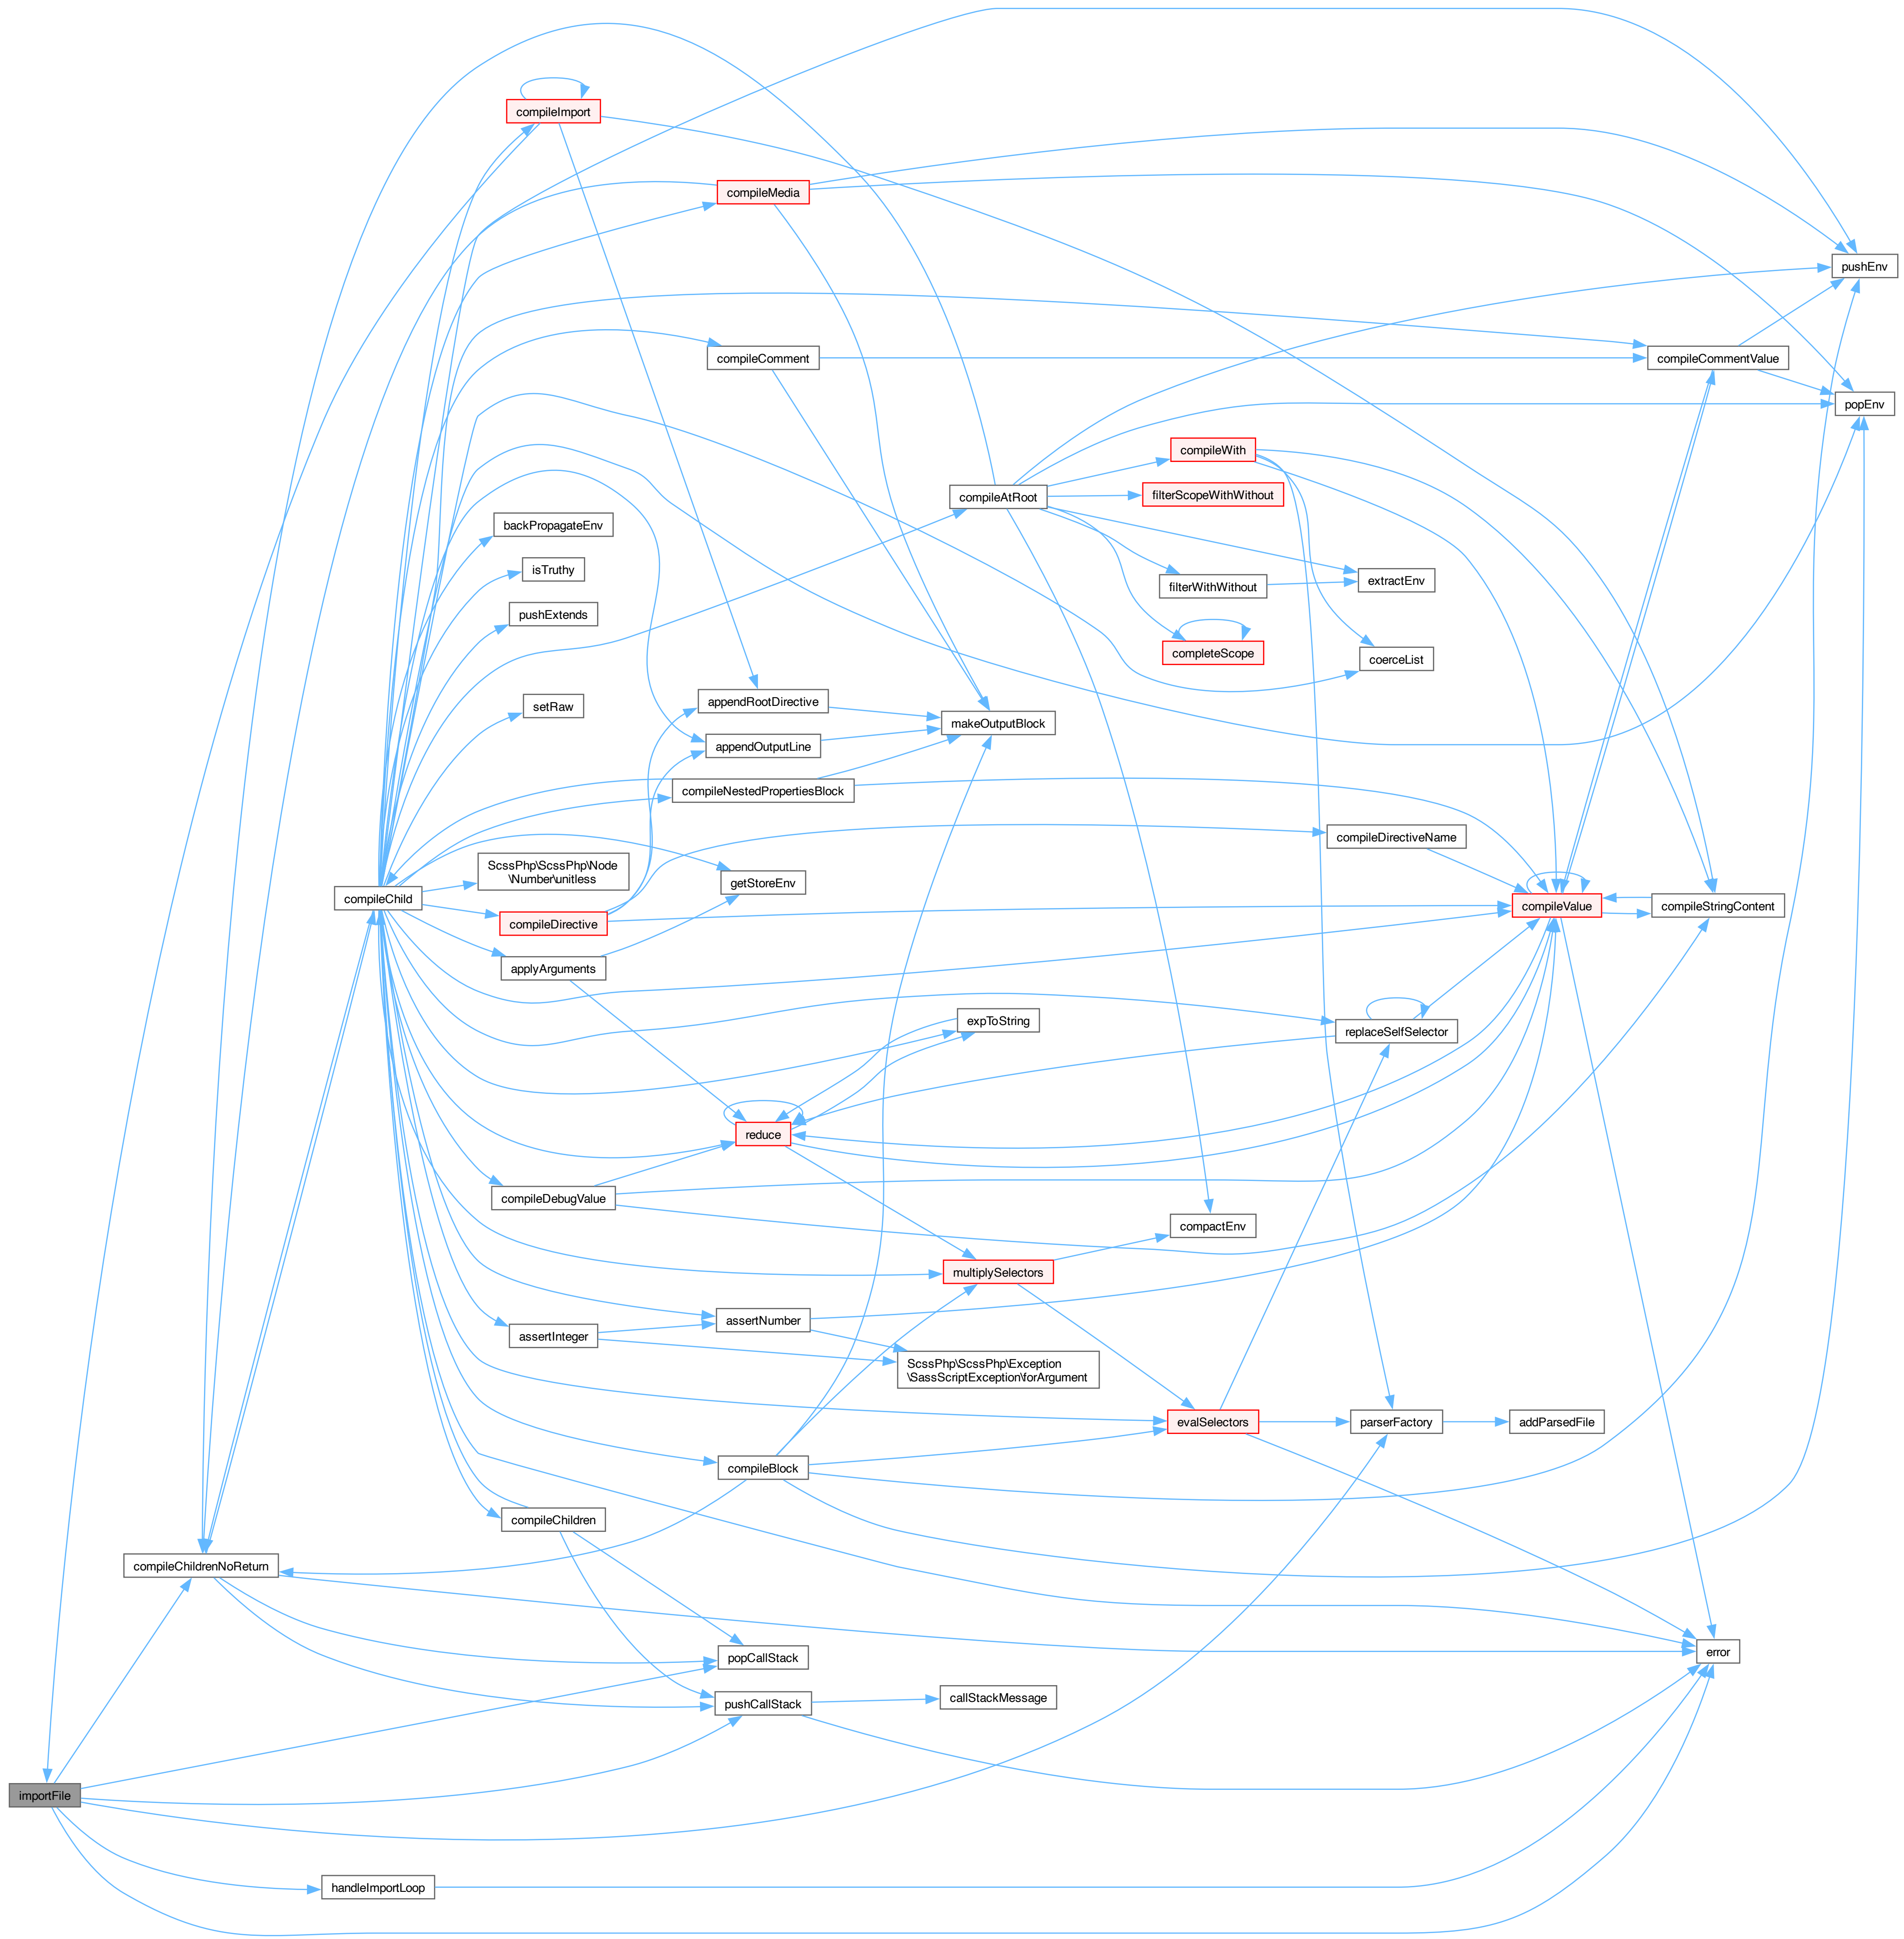 compileImport
compileMedia
pushEnv
compileComment
compileCommentValue
popEnv
compileWith
compileAtRoot
filterScopeWithWithout
backPropagateEnv
isTruthy
extractEnv
filterWithWithout
pushExtends
completeScope
coerceList
appendRootDirective
setRaw
makeOutputBlock
appendOutputLine
compileNestedPropertiesBlock
compileDirectiveName
ScssPhp\ScssPhp\Node
\Number\unitless
getStoreEnv
compileChild
compileValue
compileStringContent
compileDirective
applyArguments
expToString
replaceSelfSelector
reduce
compileDebugValue
compactEnv
multiplySelectors
assertNumber
assertInteger
ScssPhp\ScssPhp\Exception
\SassScriptException\forArgument
evalSelectors
parserFactory
addParsedFile
compileBlock
compileChildren
compileChildrenNoReturn
error
popCallStack
callStackMessage
pushCallStack
importFile
handleImportLoop